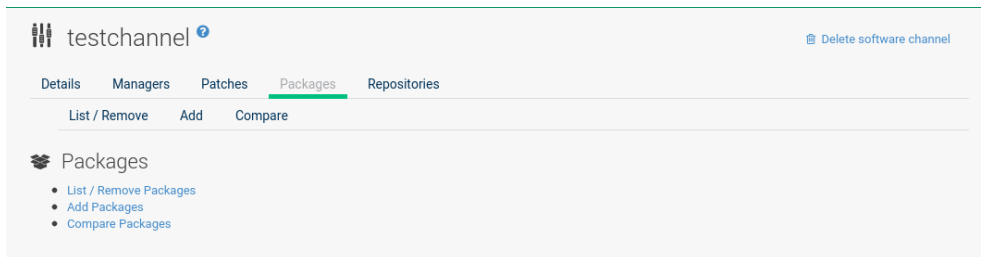 testchannel ?
Delete software channel
Details Managers Patches Packages Repositories
List / Remove Add Compare
Packages
List / Remove Packages
Add Packages
Compare Packages